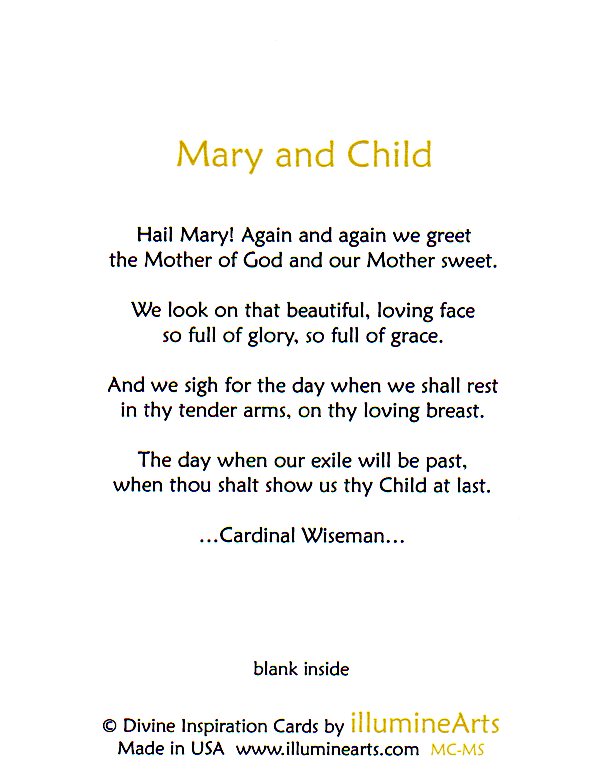 Mary and Child
Hail Mary! Again and again we greet
the Mother of God and our Mother sweet.
We look on that beautiful, loving face
so full of glory, so full of grace.
And we sigh for the day when we shall rest
in thy tender arms, on thy loving breast.
The day when our exile will be past,
when thou shalt show us thy Child at last.
...Cardinal Wiseman...
blank inside
© Divine Inspiration Cards by illumineArts
Made in USA www.illuminearts.com MC-MS